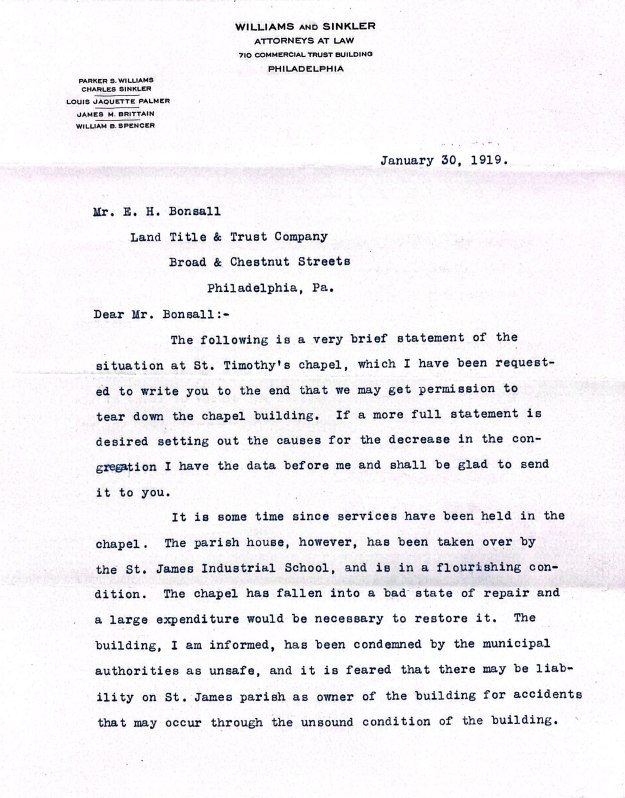 WILLIAMS AND SINKLER
ATTORNEYS AT LAW
710 COMMERCIAL TRUST BUILDING
PHILADELPHIA
PARKER S. WILLIAMS
CHARLES SINKLER
LOUIS JAQUETTE PALMER
JAMES M. BRITTAIN
WILLIAM B. SPENCER
January 30, 1919.
Mr. E. H. Bonsall
Land Title & Trust Company
Broad & Chestnut Streets
Philadelphia, Pa.
Dear Mr. Bonsall:-
The following is a very brief statement of the
situation at St. Timothy's chapel, which I have been request-
ed to write you to the end that we may get permission to
tear down the chapel building. If a more full statement is
desired setting out the causes for the decrease in the con-
gregation I have the data before me and shall be glad to send
it to you.
It is some time since services have been held in the
chapel. The parish house, however, has been taken over by
the St. James Industrial School, and is in a flourishing con-
dition. The chapel has fallen into a bad state of repair and
a large expenditure would be necessary to restore it. The
building, I am informed, has been condemned by the municipal
authorities as unsafe, and it is feared that there may be liab-
ility on St. James parish as owner of the building for accidents
that may occur through the unsound condition of the building.